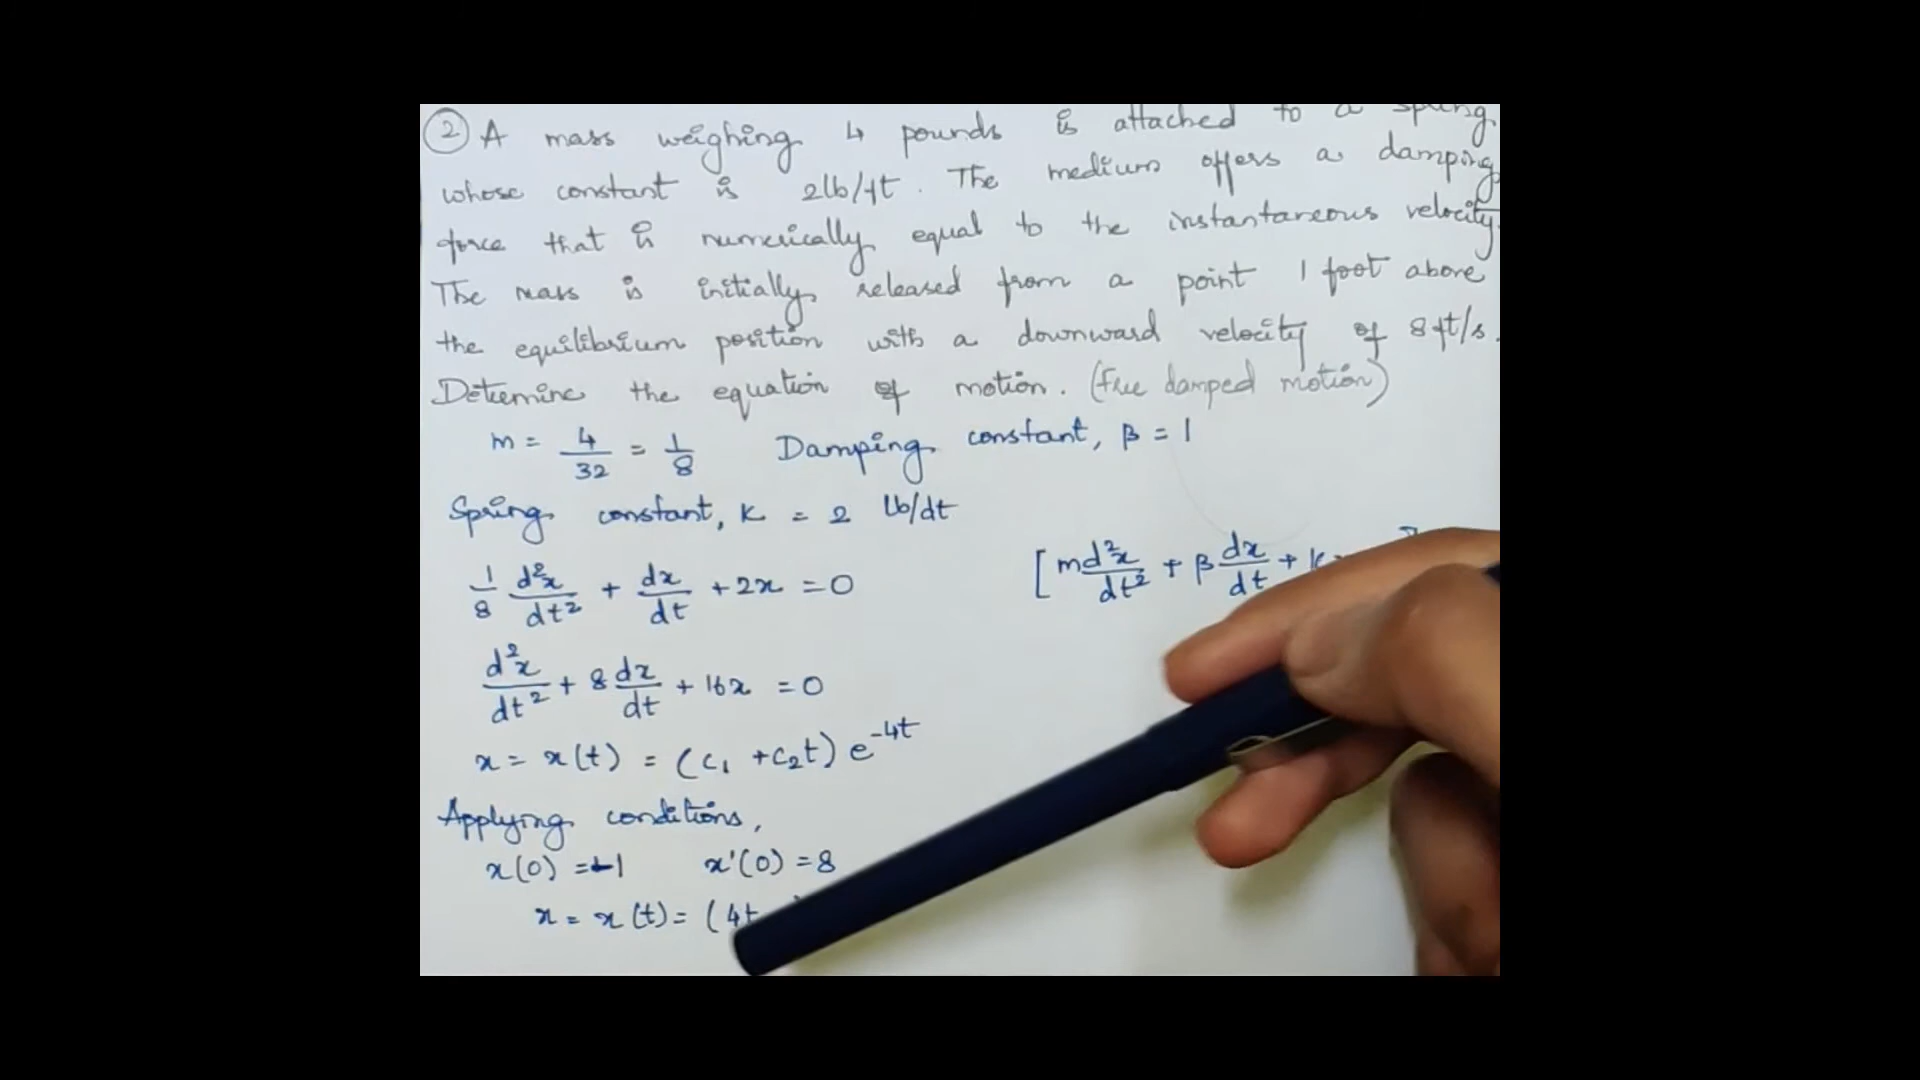 ② A mass weighing 4 pounds is attached to a spring
whose constant is 2lb/ft. The medium offers a damping
force that is numerically equal to the instantaneous velocity.
The mass is initially released from a point 1 foot above
the equilibrium position with a downward velocity of 8ft/s.
Determine the equation of motion. (free damped motion)
m = 4/32 = 1/8 Damping constant, β = 1
Spring constant, K = 2 lb/dt
1/8 d²x/dt² + dx/dt + 2x = 0 [md²x/dt² + β dx/dt + K
d²x/dt² + 8 dx/dt + 16x = 0
x = x(t) = (c₁ + c₂t) e⁻⁴ᵗ
Applying conditions,
x(0) = -1 x'(0) = 8
x = x(t) = (4t